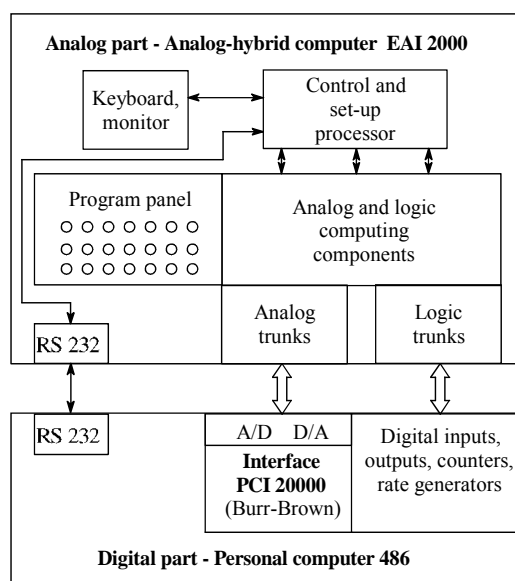 Analog part - Analog-hybrid computer EAI 2000
Keyboard,
monitor
Control and
set-up
processor
Program panel
Analog and logic
computing
components
Analog
trunks
Logic
trunks
RS 232
RS 232
A/D D/A
Interface
PCI 20000
(Burr-Brown)
Digital inputs,
outputs, counters,
rate generators
Digital part - Personal computer 486